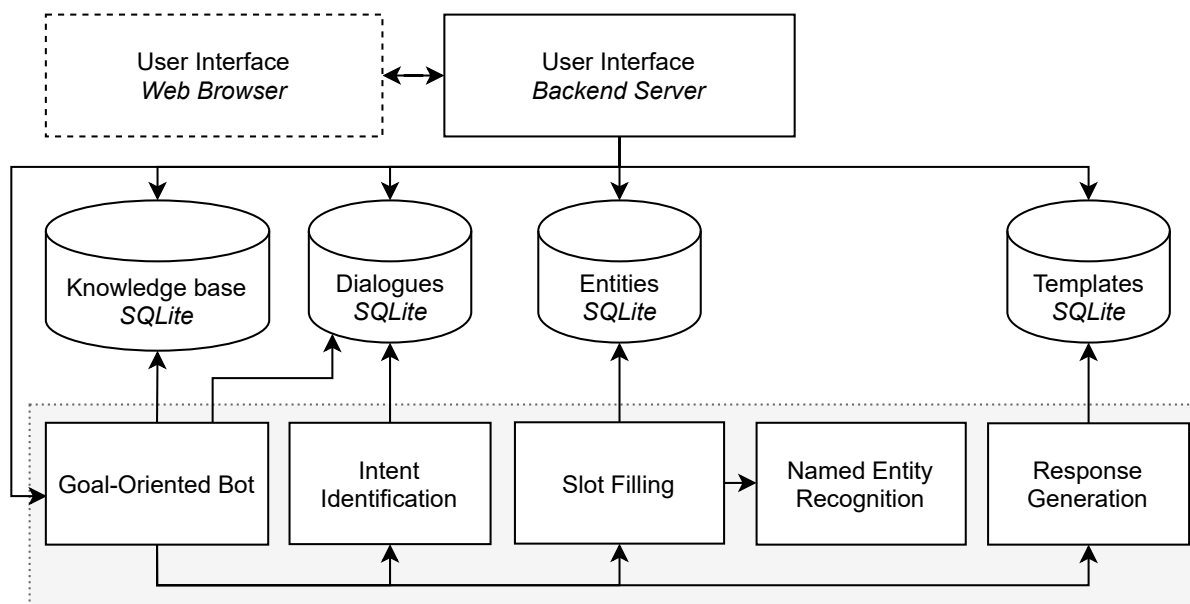 User Interface
Web Browser
User Interface
Backend Server
Knowledge base
SQLite
Dialogues
SQLite
Entities
SQLite
Templates
SQLite
Goal-Oriented Bot
Intent
Identification
Slot Filling
Named Entity
Recognition
Response
Generation